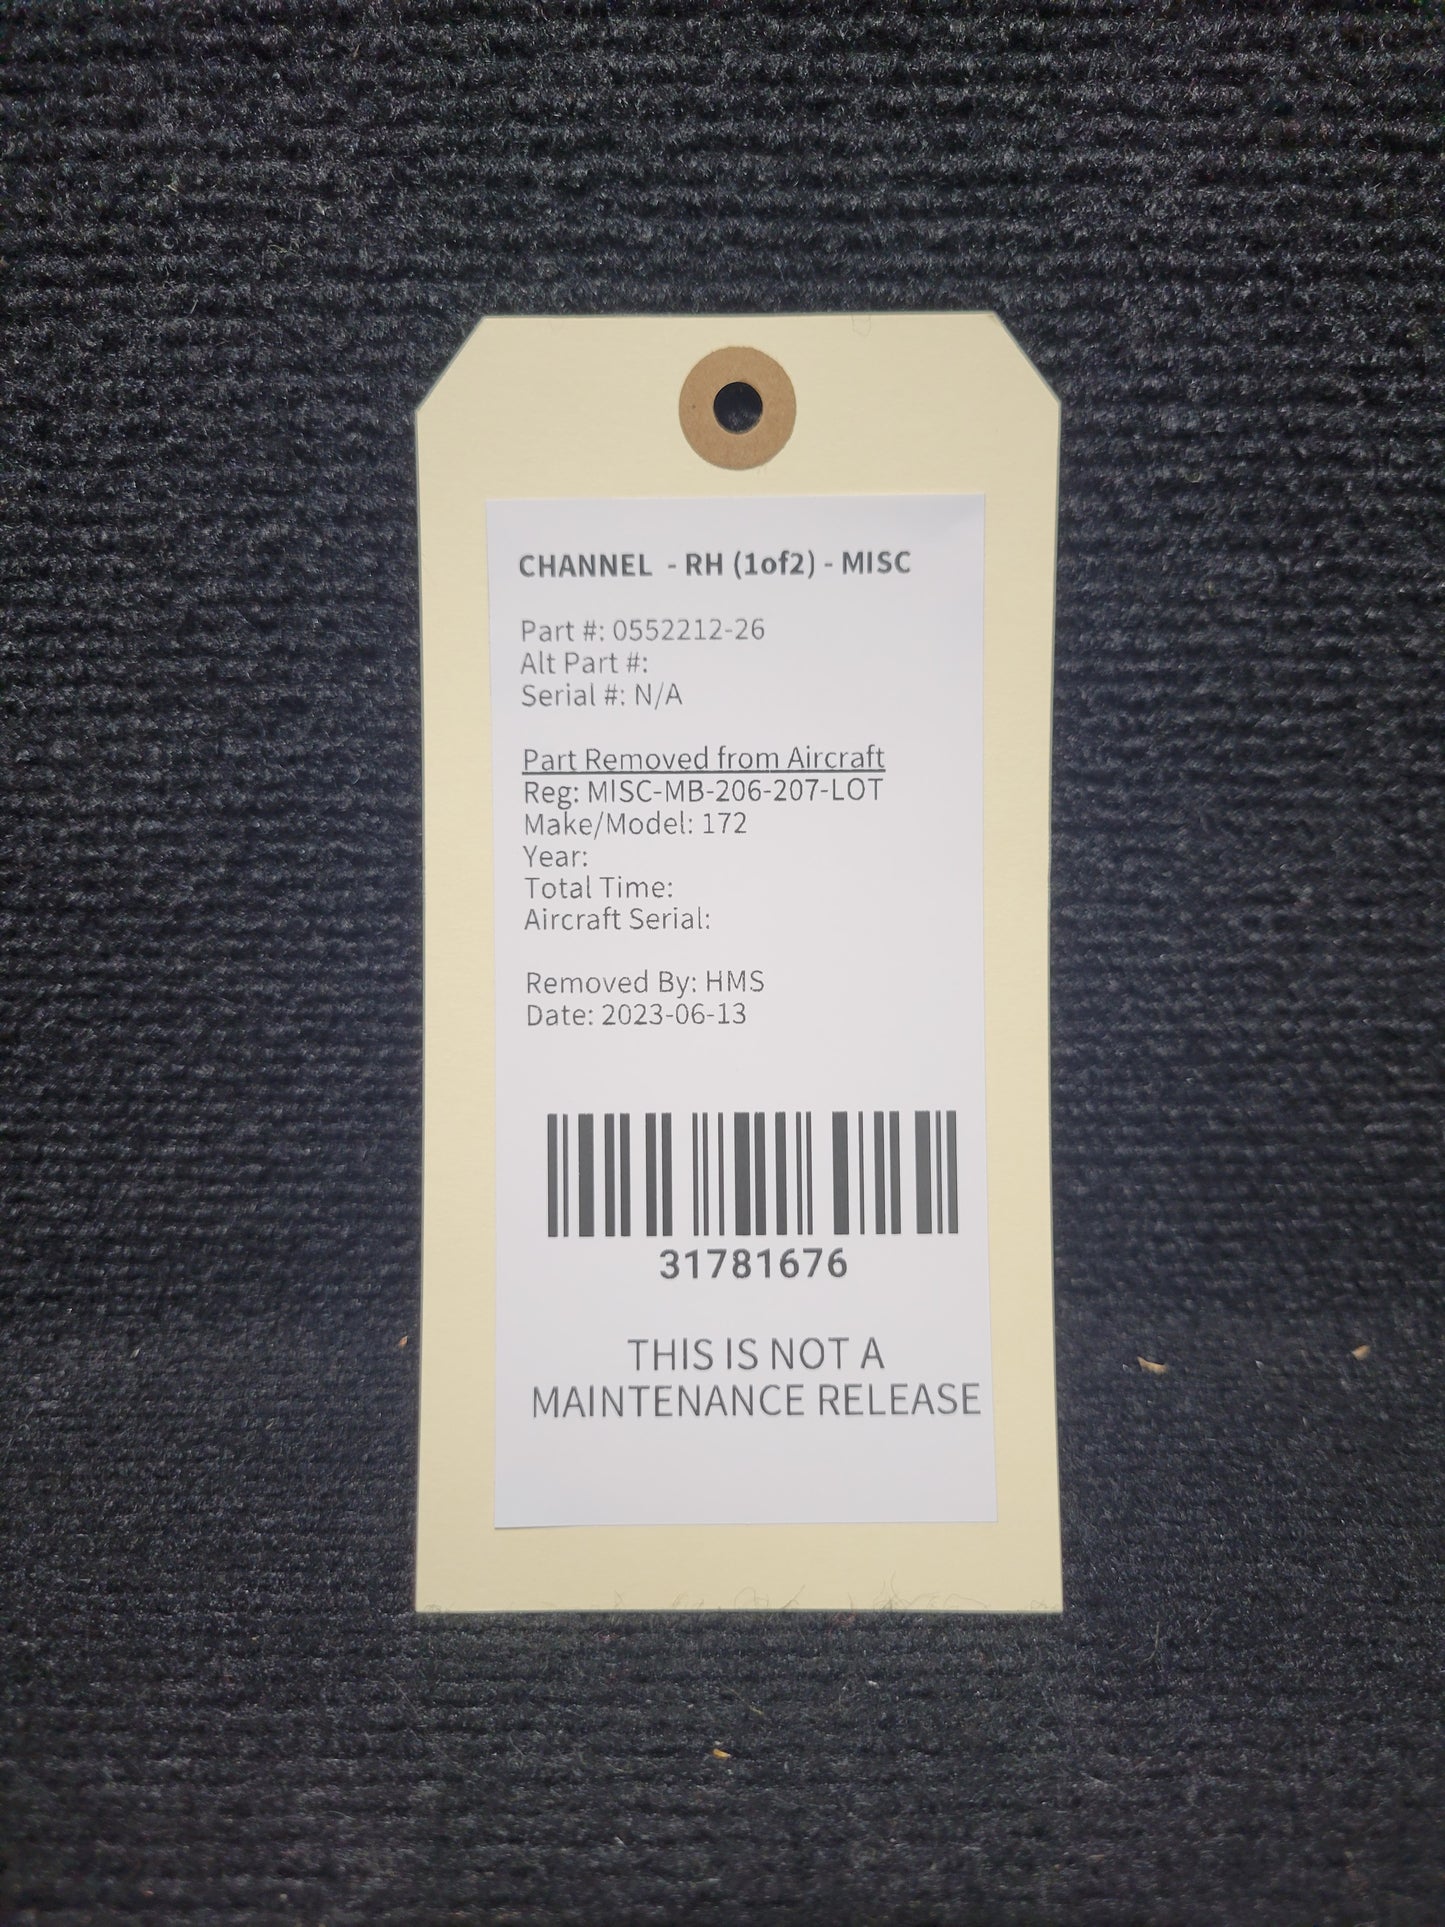 CHANNEL - RH (1of2) - MISC
Part #: 0552212-26
Alt Part #:
Serial #: N/A
Part Removed from Aircraft
Reg: MISC-MB-206-207-LOT
Make/Model: 172
Year:
Total Time:
Aircraft Serial:
Removed By: HMS
Date: 2023-06-13
31781676
THIS IS NOT A
MAINTENANCE RELEASE